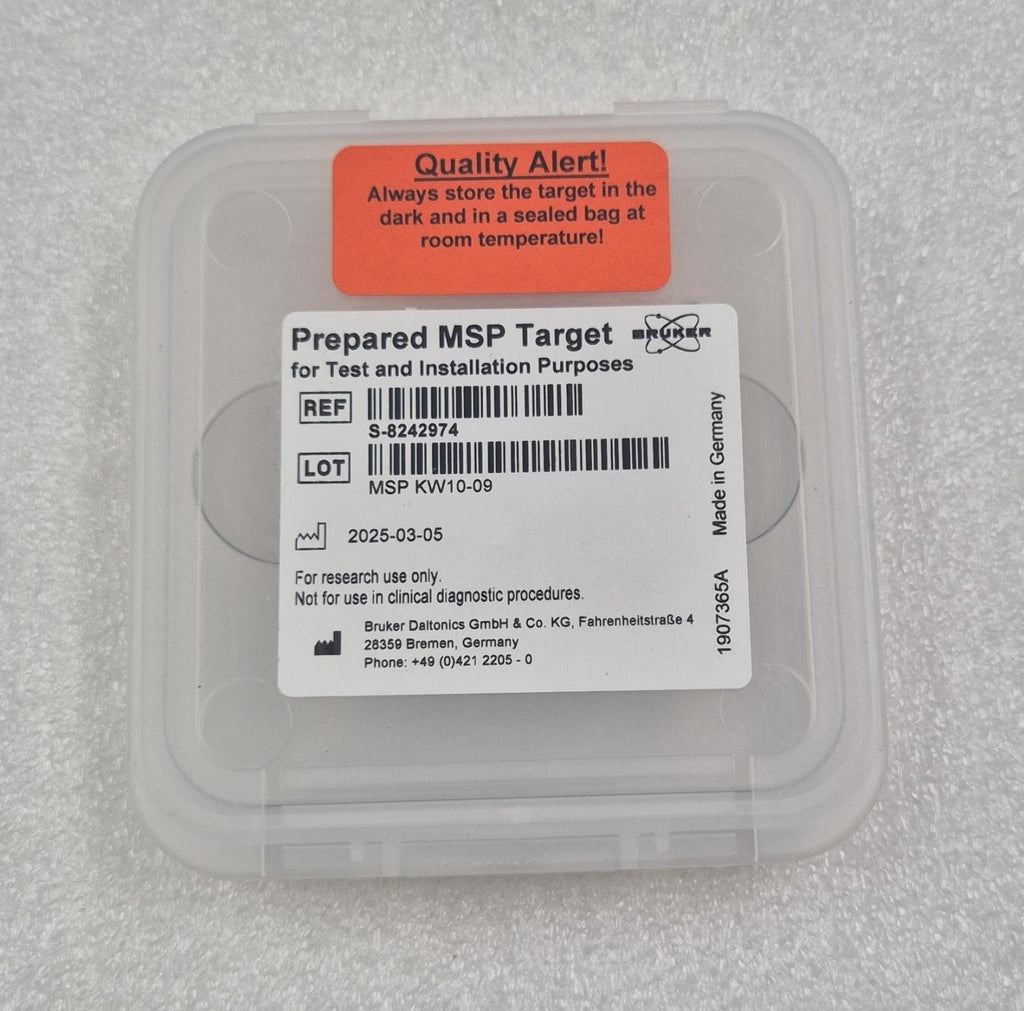 Quality Alert!
Always store the target in the
dark and in a sealed bag at
room temperature!
Prepared MSP Target
BRUKER
for Test and Installation Purposes
REF
S-8242974
LOT
MSP KW10-09
2025-03-05
For research use only.
Not for use in clinical diagnostic procedures.
Bruker Daltonics GmbH & Co. KG, Fahrenheitstraße 4
28359 Bremen, Germany
Phone: +49 (0)421 2205 - 0
1907365A Made in Germany